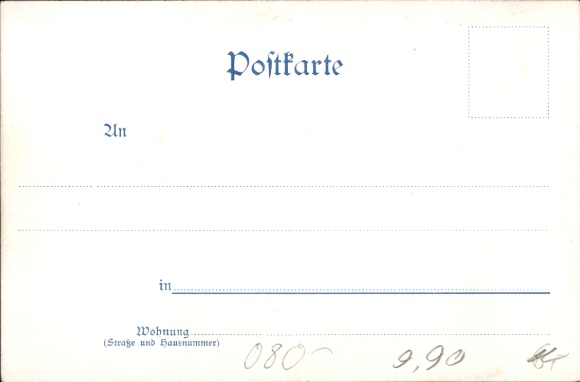 Postkarte
An
in
Wohnung
(Straße und Hausnummer)
080- 9,90